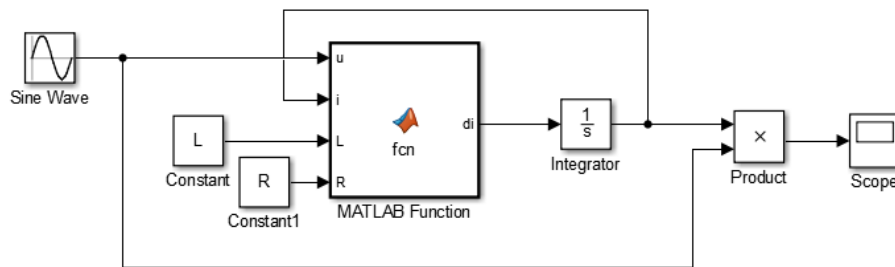 Sine Wave
u
i
L
R
fcn
di
MATLAB Function
L
Constant
R
Constant1
1
s
Integrator
×
Product
Scope